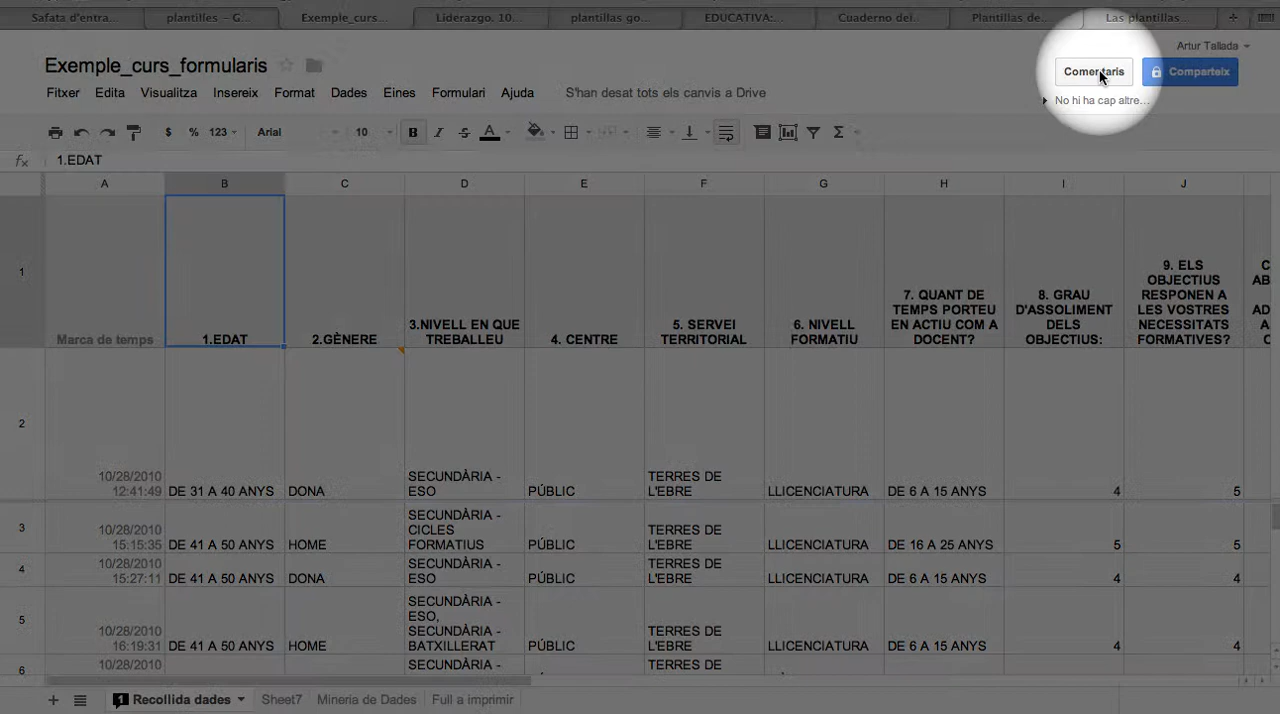 Safata d'entra...
plantilles – G...
Exemple_curs...
Liderazgo. 10...
plantillas go...
EDUCATIVA:...
Cuaderno del...
Plantillas de...
Las plantillas...
Artur Tallada
Exemple_curs_formularis
Comentaris
Comparteix
Fitxer Edita Visualitza Insereix Format Dades Eines Formulari Ajuda S'han desat tots els canvis a Drive
No hi ha cap altre...
$ % 123 Arial 10 B I S A Σ
fx 1.EDAT
A B C D E F G H I J
1
Marca de temps
1.EDAT
2.GÈNERE
3.NIVELL EN QUE
TREBALLEU
4. CENTRE
5. SERVEI
TERRITORIAL
6. NIVELL
FORMATIU
7. QUANT DE
TEMPS PORTEU
EN ACTIU COM A
DOCENT?
8. GRAU
D'ASSOLIMENT
DELS
OBJECTIUS:
9. ELS
OBJECTIUS
RESPONEN A
LES VOSTRES
NECESSITATS
FORMATIVES?
2
10/28/2010
12:41:49
DE 31 A 40 ANYS
DONA
SECUNDÀRIA -
ESO
PÚBLIC
TERRES DE
L'EBRE
LLICENCIATURA
DE 6 A 15 ANYS
4
5
3
10/28/2010
15:15:35
DE 41 A 50 ANYS
HOME
SECUNDÀRIA -
CICLES
FORMATIUS
PÚBLIC
TERRES DE
L'EBRE
LLICENCIATURA
DE 16 A 25 ANYS
5
5
4
10/28/2010
15:27:11
DE 41 A 50 ANYS
DONA
SECUNDÀRIA -
ESO
PÚBLIC
TERRES DE
L'EBRE
LLICENCIATURA
DE 6 A 15 ANYS
4
4
5
10/28/2010
16:19:31
DE 41 A 50 ANYS
HOME
SECUNDÀRIA -
ESO,
SECUNDÀRIA -
BATXILLERAT
PÚBLIC
TERRES DE
L'EBRE
LLICENCIATURA
DE 6 A 15 ANYS
4
4
6
10/28/2010
SECUNDÀRIA -
TERRES DE
1 Recollida dades Sheet7 Mineria de Dades Full a imprimir